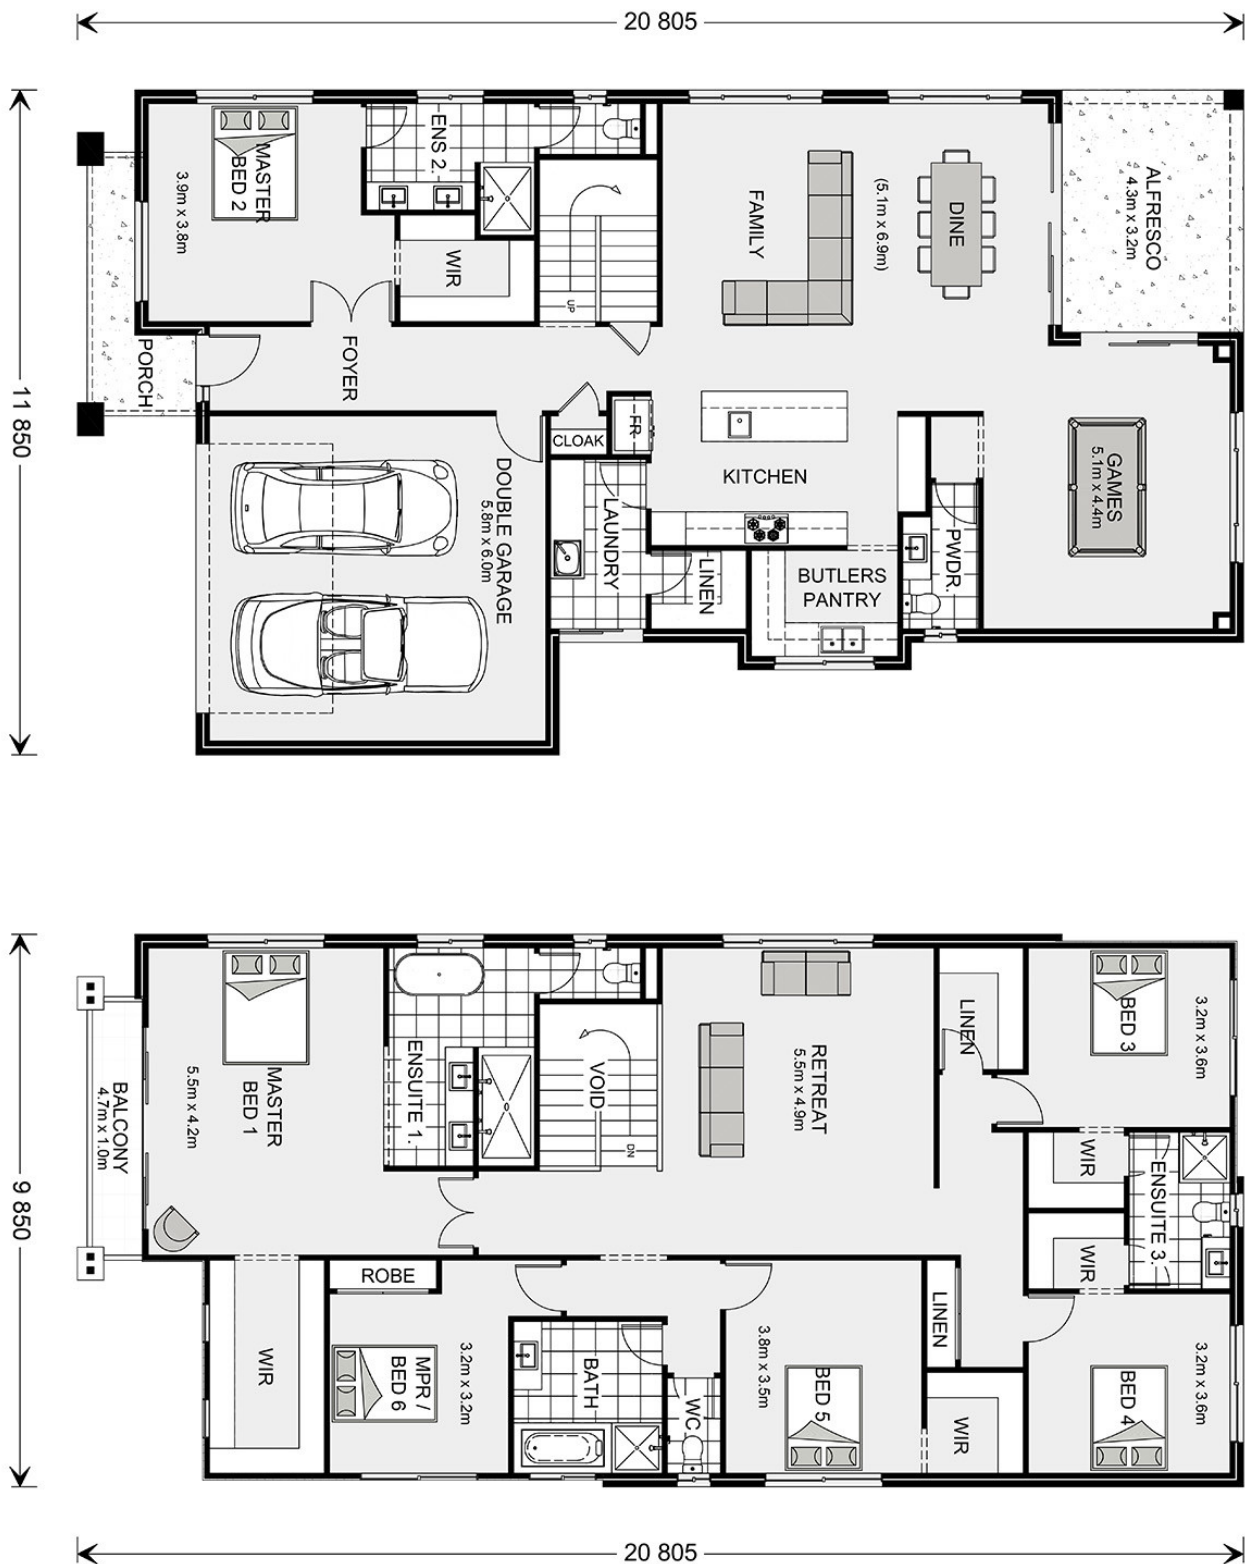 20 805
11 850
MASTER
BED 2
3.9m x 3.8m
ENS 2.
WIR
UP
FAMILY
(5.1m x 6.9m)
DINE
ALFRESCO
4.3m x 3.2m
PORCH
FOYER
CLOAK
FR
KITCHEN
GAMES
5.1m x 4.4m
DOUBLE GARAGE
5.8m x 6.0m
LAUNDRY
LINEN
BUTLERS
PANTRY
PWDR.
9 850
MASTER
BED 1
5.5m x 4.2m
BALCONY
4.7m x 1.0m
ENSUITE 1.
VOID
DN
RETREAT
5.5m x 4.9m
LINEN
BED 3
3.2m x 3.6m
WIR
ENSUITE 3.
WIR
ROBE
WIR
MPR /
BED 6
3.2m x 3.2m
BATH
WC
3.8m x 3.5m
BED 5
LINEN
WIR
BED 4
3.2m x 3.6m
20 805